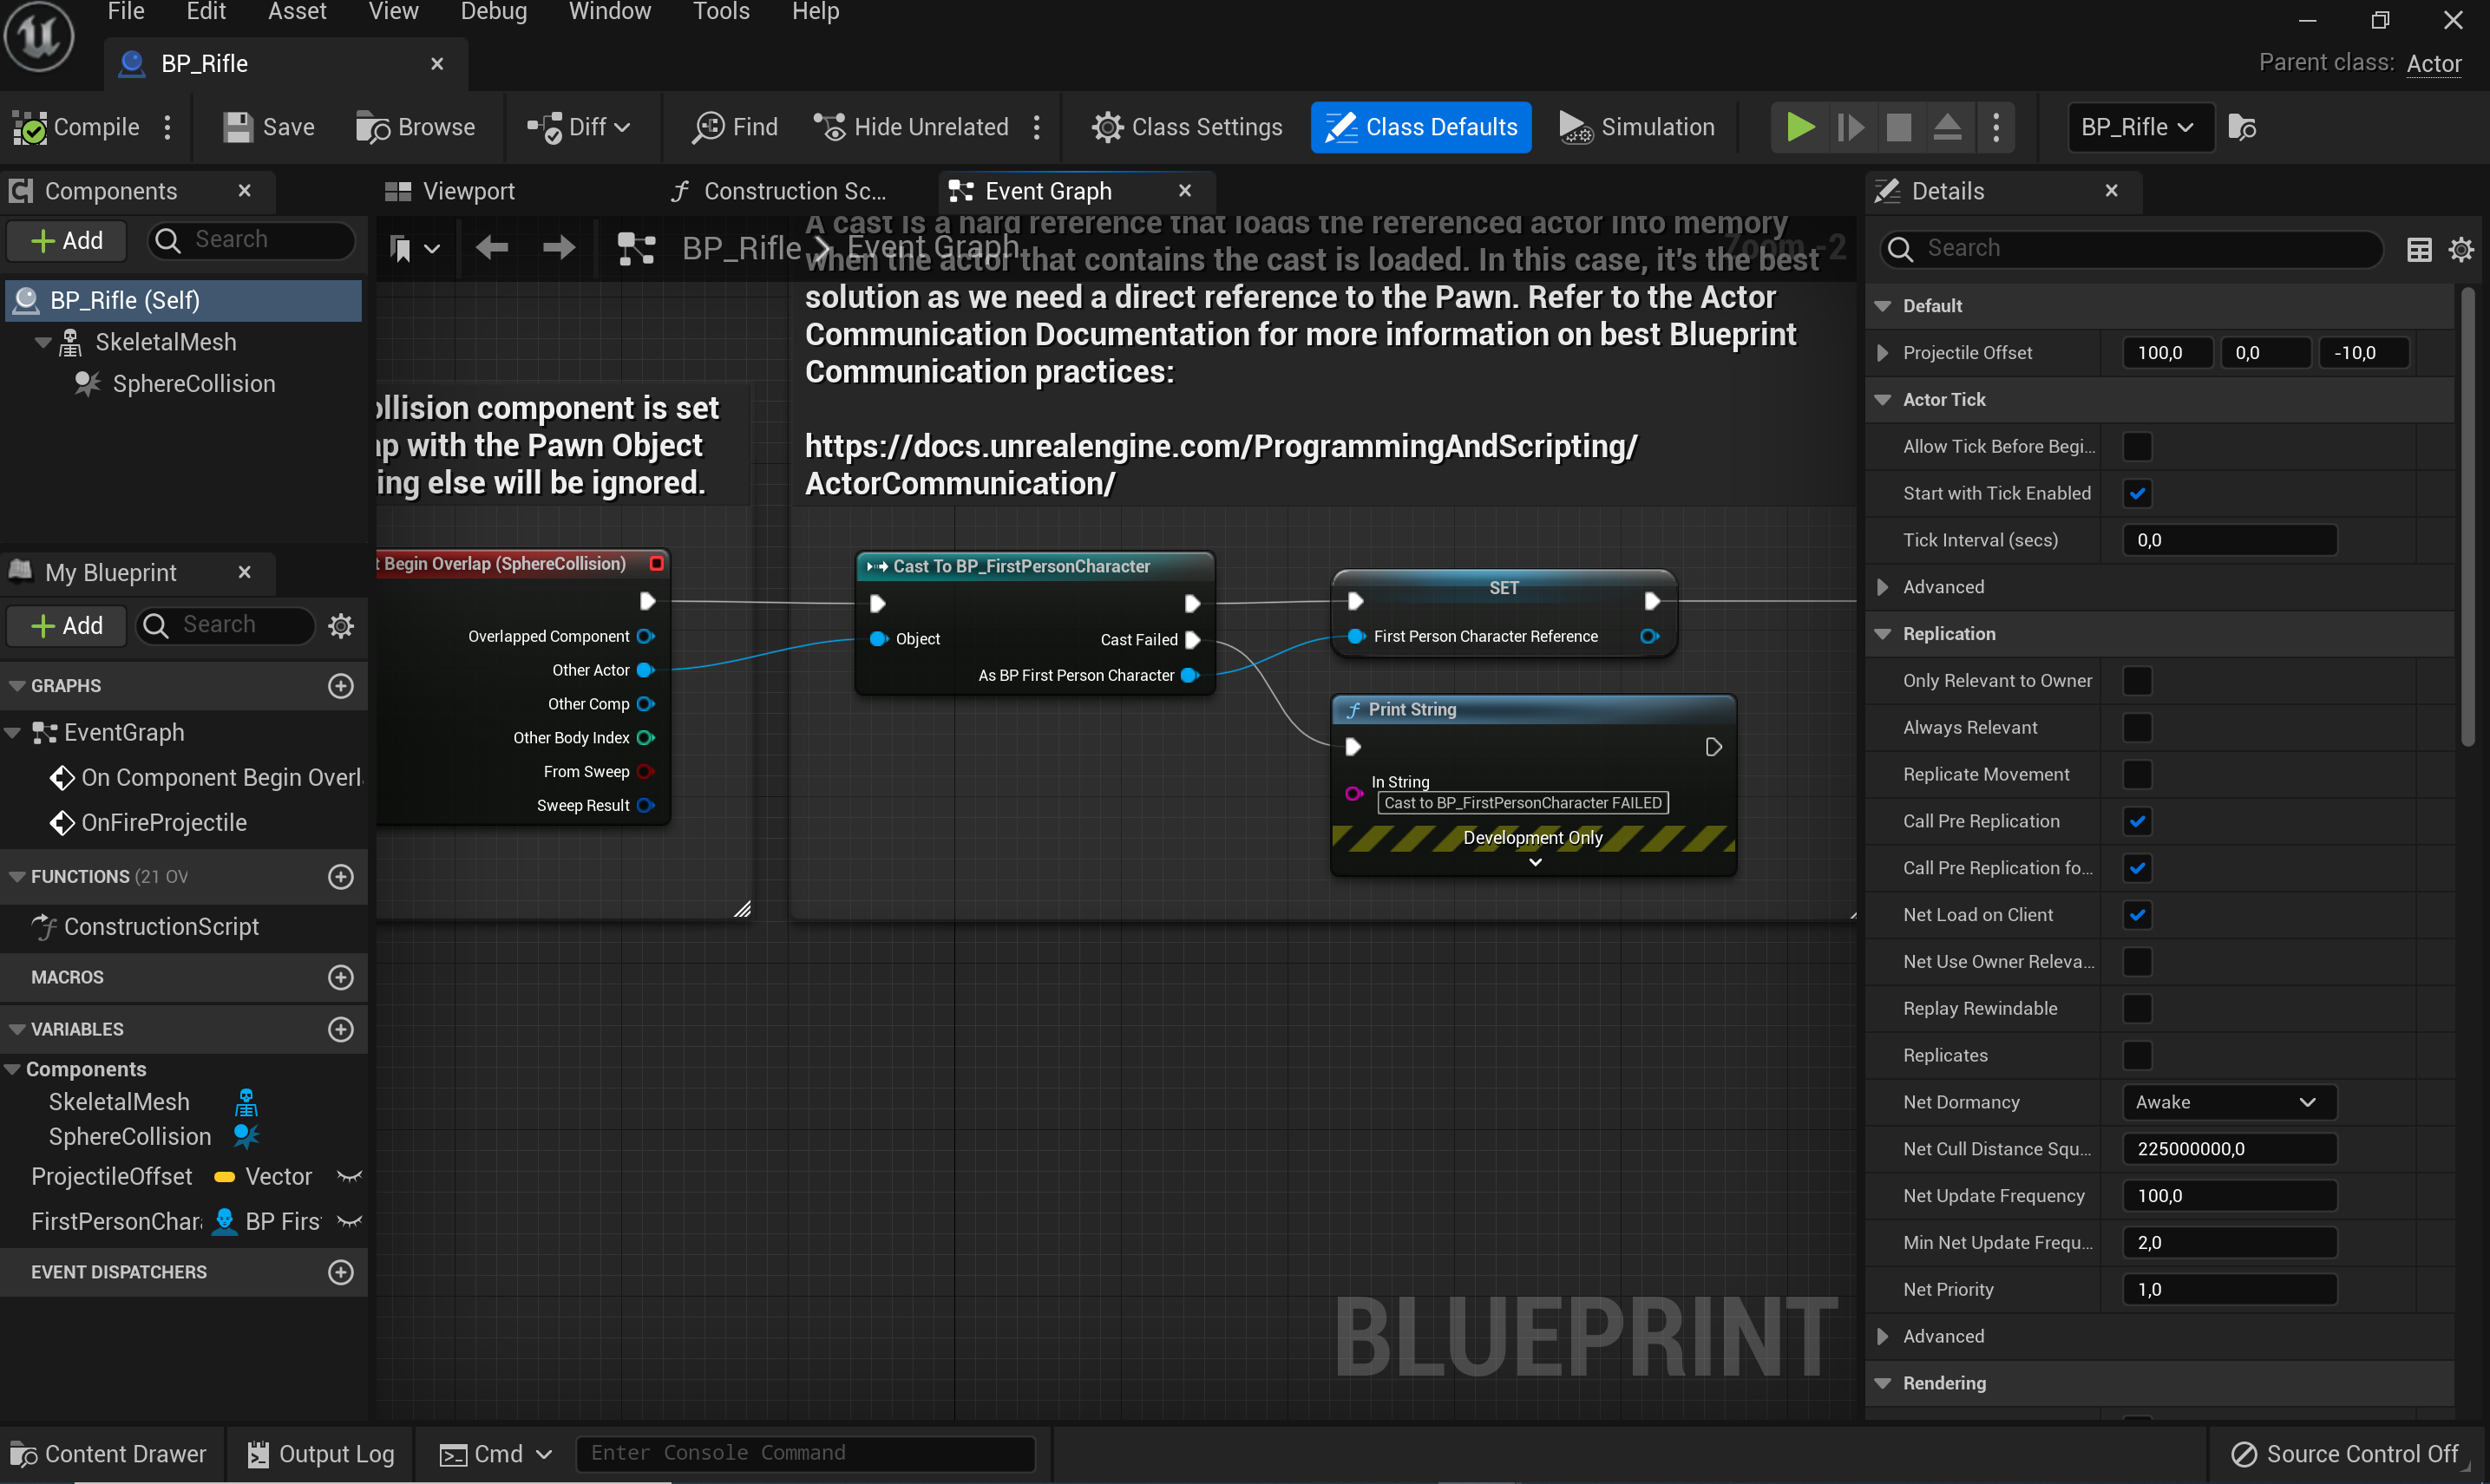 File Edit Asset View Debug Window Tools Help
BP_Rifle
Parent class: Actor
Compile Save Browse Diff Find Hide Unrelated Class Settings Class Defaults Simulation BP_Rifle
Components
Add Search
BP_Rifle (Self)
SkeletalMesh
SphereCollision
My Blueprint
Add Search
GRAPHS
EventGraph
On Component Begin Overl
OnFireProjectile
FUNCTIONS (21 OV
ConstructionScript
MACROS
VARIABLES
Components
SkeletalMesh
SphereCollision
ProjectileOffset Vector
FirstPersonChar BP Firs
EVENT DISPATCHERS
Viewport Construction Sc... Event Graph
BP_Rifle Event Graph Zoom -2
A cast is a hard reference that loads the referenced actor into memory
when the actor that contains the cast is loaded. In this case, it's the best
solution as we need a direct reference to the Pawn. Refer to the Actor
Communication Documentation for more information on best Blueprint
Communication practices:
https://docs.unrealengine.com/ProgrammingAndScripting/
ActorCommunication/
ollision component is set
ap with the Pawn Object
ing else will be ignored.
t Begin Overlap (SphereCollision)
Overlapped Component
Other Actor
Other Comp
Other Body Index
From Sweep
Sweep Result
Cast To BP_FirstPersonCharacter
Object
Cast Failed
As BP First Person Character
SET
First Person Character Reference
Print String
In String
Cast to BP_FirstPersonCharacter FAILED
Development Only
BLUEPRINT
Details
Search
Default
Projectile Offset 100,0 0,0 -10,0
Actor Tick
Allow Tick Before Begi...
Start with Tick Enabled
Tick Interval (secs) 0,0
Advanced
Replication
Only Relevant to Owner
Always Relevant
Replicate Movement
Call Pre Replication
Call Pre Replication fo...
Net Load on Client
Net Use Owner Releva...
Replay Rewindable
Replicates
Net Dormancy Awake
Net Cull Distance Squ... 225000000,0
Net Update Frequency 100,0
Min Net Update Frequ... 2,0
Net Priority 1,0
Advanced
Rendering
Content Drawer Output Log Cmd Enter Console Command Source Control Off